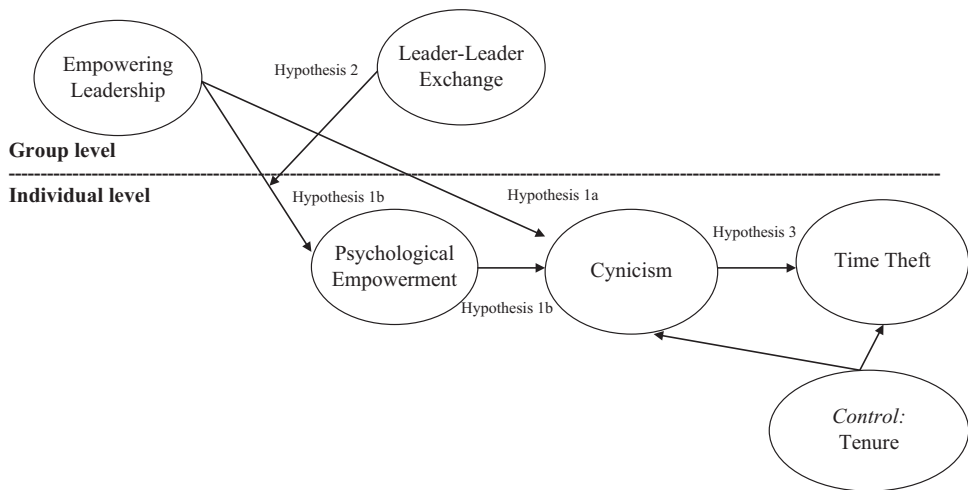 Empowering
Leadership
Hypothesis 2
Leader-Leader
Exchange
Group level
Individual level
Hypothesis 1b
Hypothesis 1a
Psychological
Empowerment
Hypothesis 1b
Cynicism
Hypothesis 3
Time Theft
Control:
Tenure